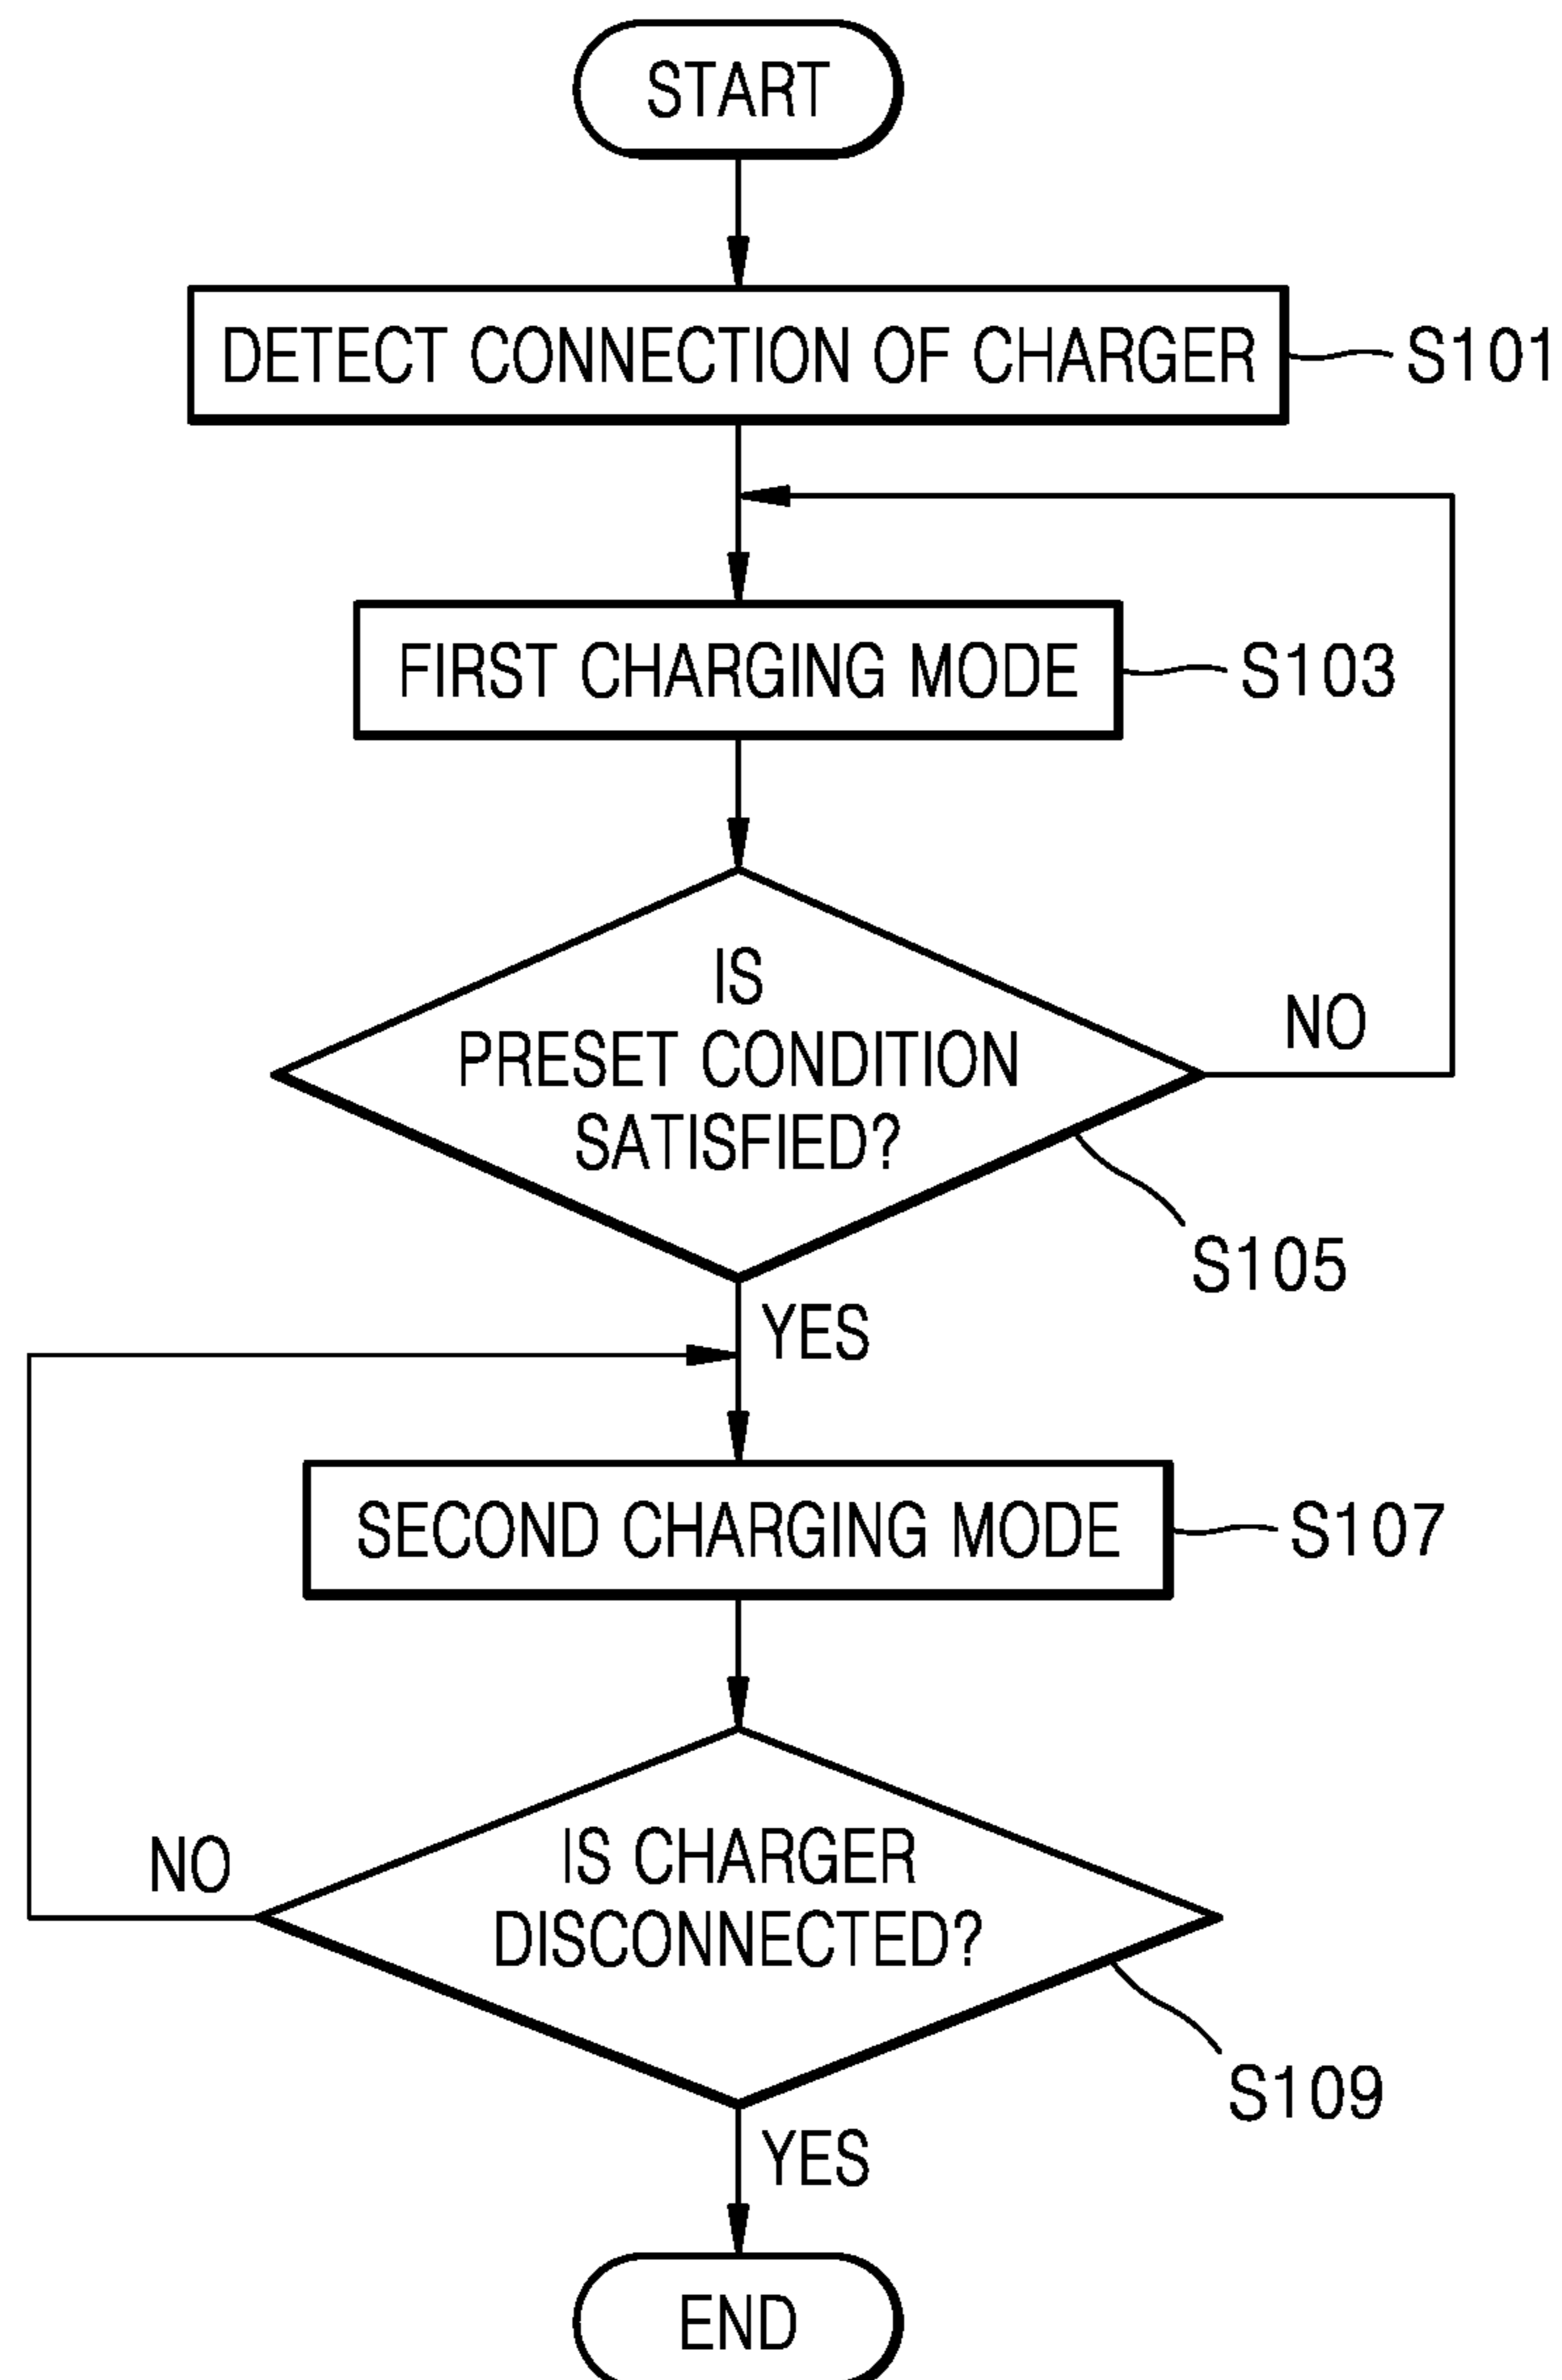 START
DETECT CONNECTION OF CHARGER
S101
FIRST CHARGING MODE
S103
IS
PRESET CONDITION
SATISFIED?
NO
S105
YES
SECOND CHARGING MODE
S107
IS CHARGER
DISCONNECTED?
NO
S109
YES
END